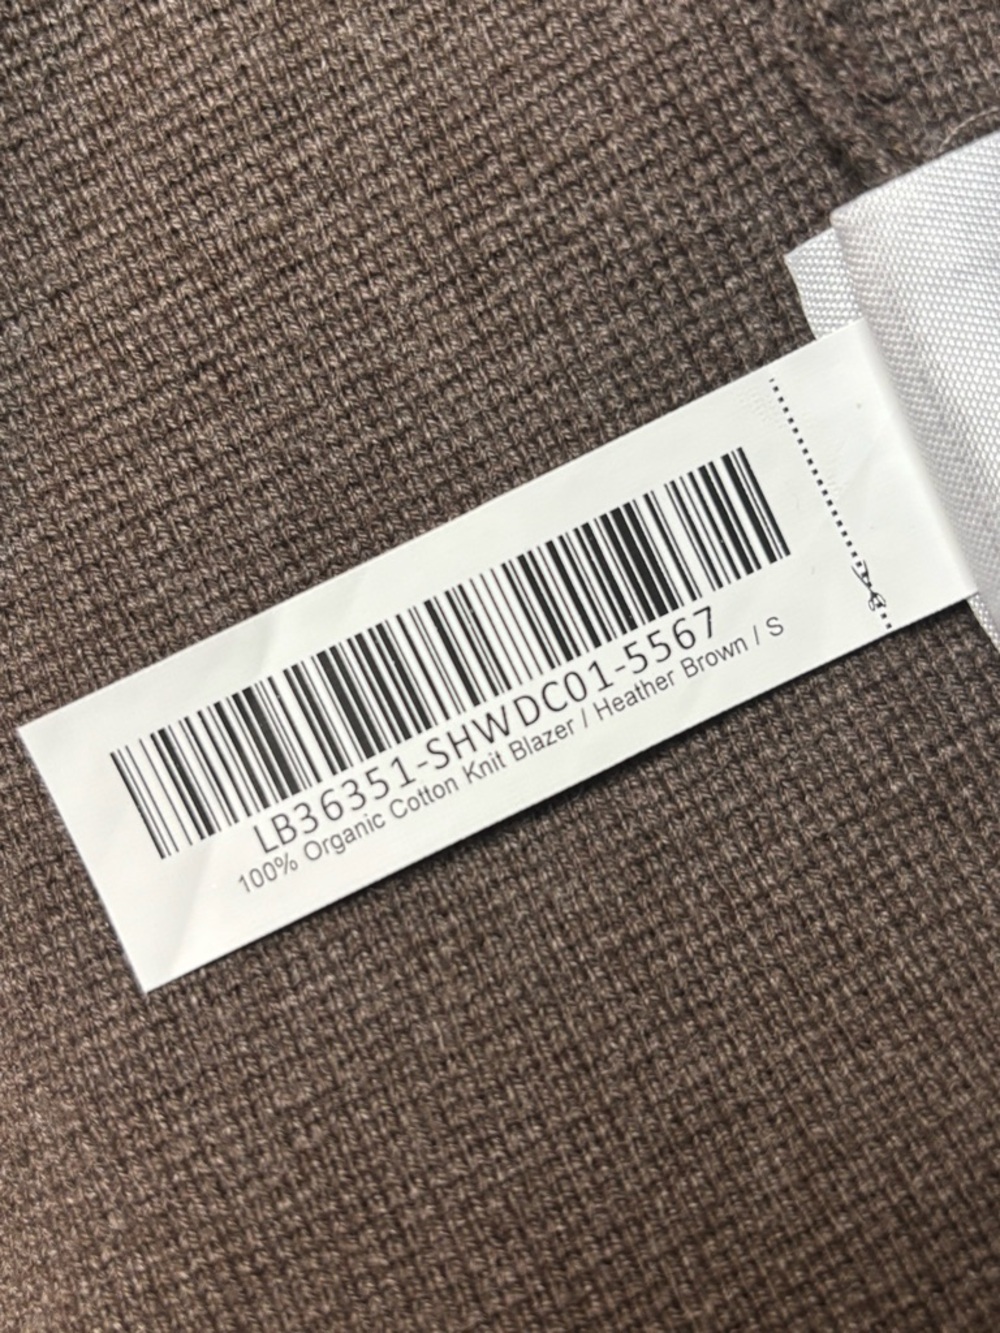 LB36351-SHWDC01-5567
100% Organic Cotton Knit Blazer / Heather Brown / S